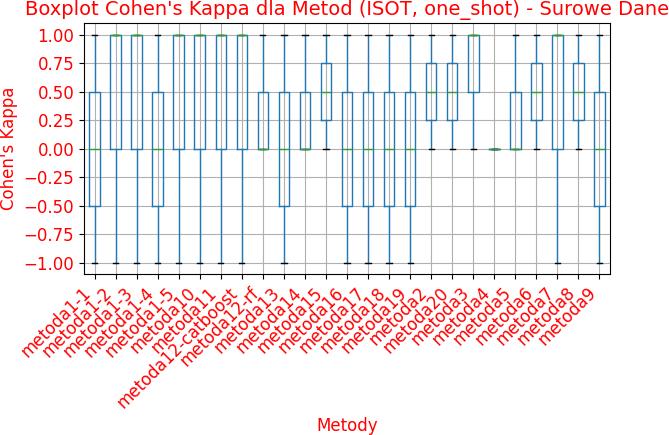 Boxplot Cohen's Kappa dla Metod (ISOT, one_shot) - Surowe Dane
Cohen's Kappa
1.00
0.75
0.50
0.25
0.00
−0.25
−0.50
−0.75
−1.00
metoda1-1
metoda1-2
metoda1-3
metoda1-4
metoda1-5
metoda10
metoda11
metoda12-catboost
metoda12-rf
metoda13
metoda14
metoda15
metoda16
metoda17
metoda18
metoda19
metoda2
metoda20
metoda3
metoda4
metoda5
metoda6
metoda7
metoda8
metoda9
Metody